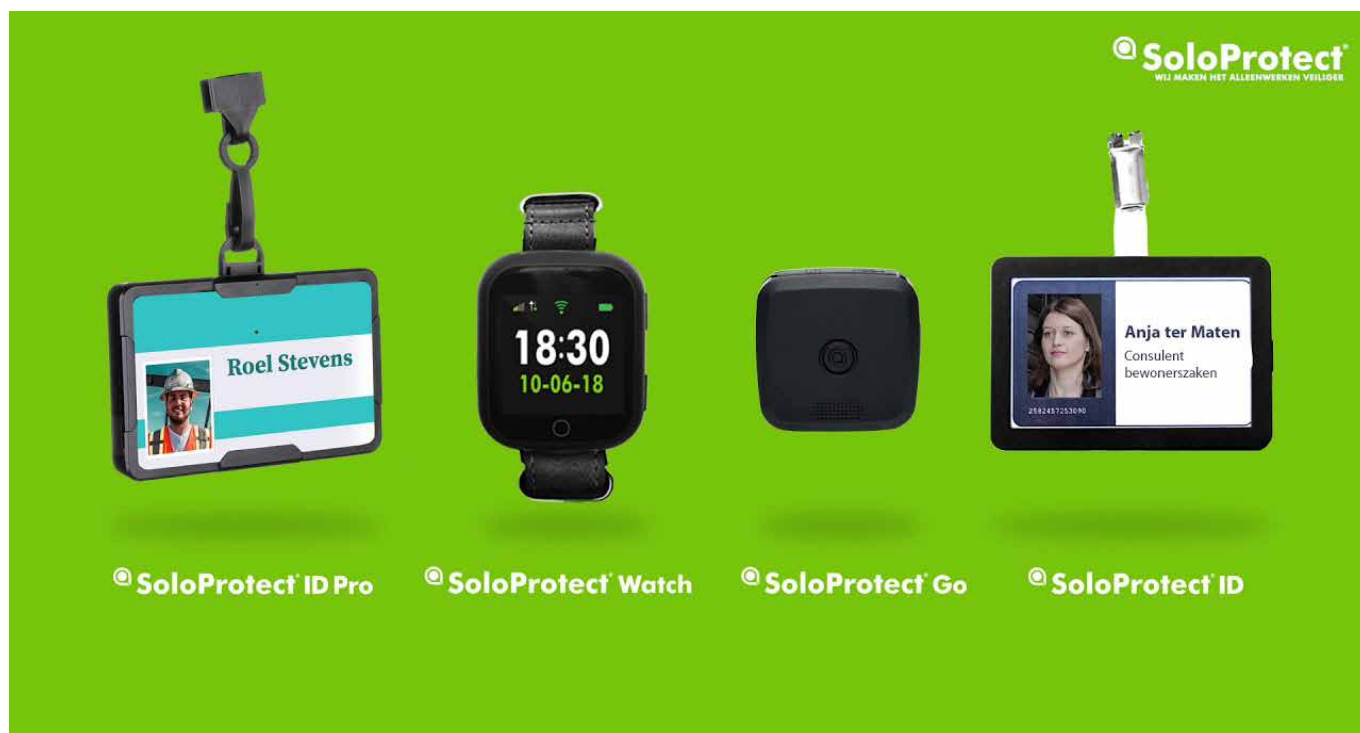 SoloProtect®
WIJ MAKEN HET ALLEENWERKEN VEILIGER
Roel Stevens
18:30
10-06-18
Anja ter Maten
Consulent
bewonerszaken
2582457253090
SoloProtect® ID Pro
SoloProtect® Watch
SoloProtect® Go
SoloProtect® ID